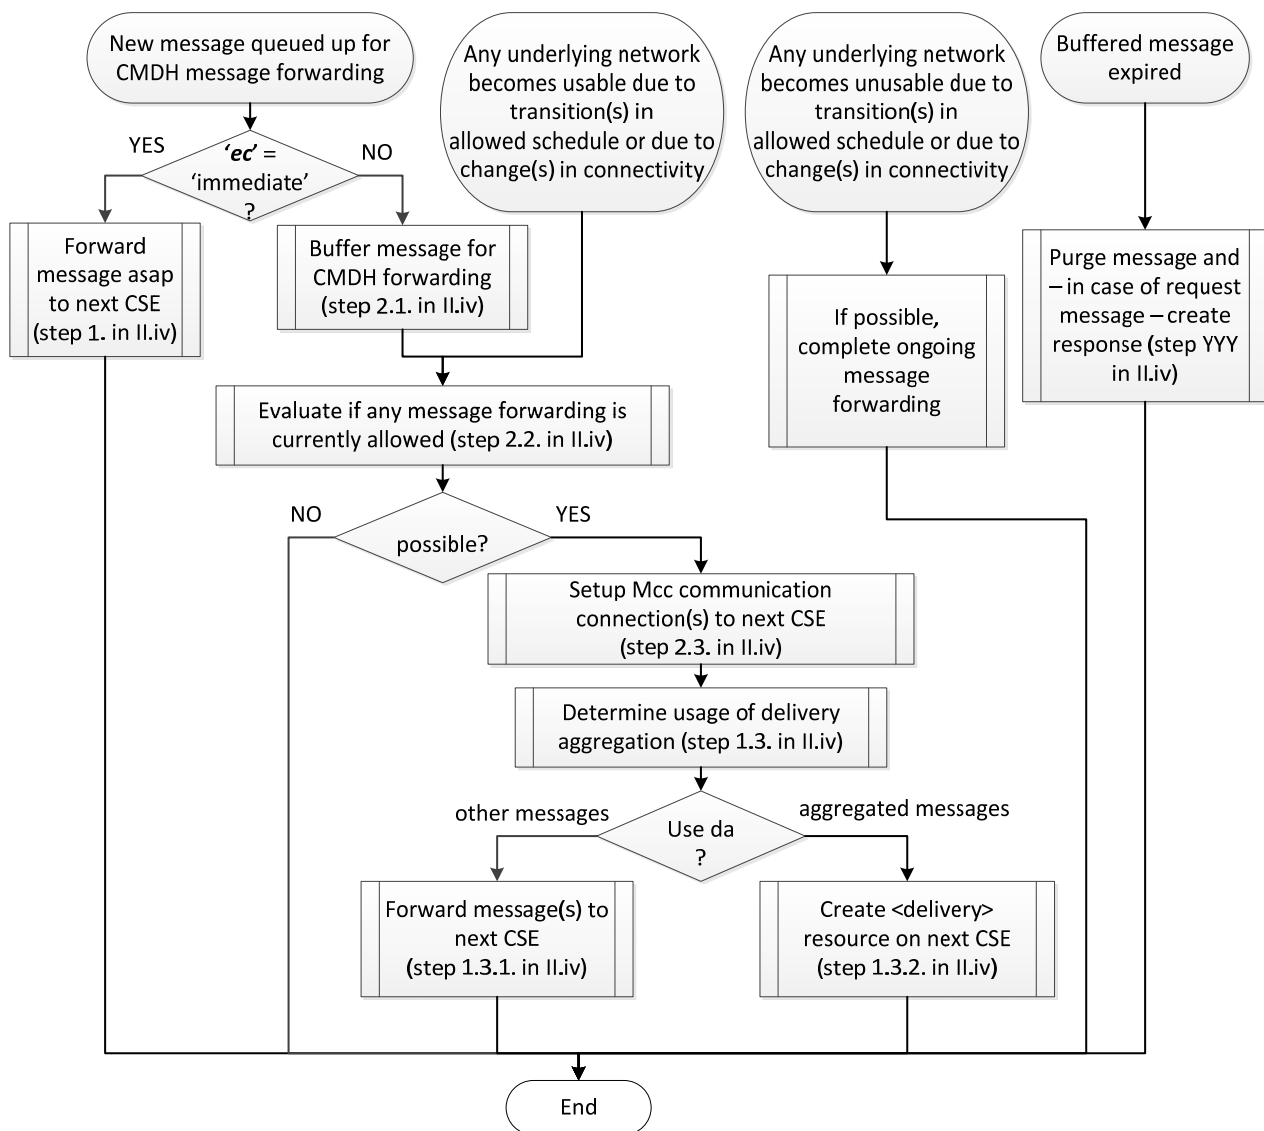 New message queued up for
CMDH message forwarding
Any underlying network
becomes usable due to
transition(s) in
allowed schedule or due to
change(s) in connectivity
Any underlying network
becomes unusable due to
transition(s) in
allowed schedule or due to
change(s) in connectivity
Buffered message
expired
YES
‘ec’ =
‘immediate’
?
NO
Forward
message asap
to next CSE
(step 1. in II.iv)
Buffer message for
CMDH forwarding
(step 2.1. in II.iv)
If possible,
complete ongoing
message
forwarding
Purge message and
– in case of request
message – create
response (step YYY
in II.iv)
Evaluate if any message forwarding is
currently allowed (step 2.2. in II.iv)
NO
possible?
YES
Setup Mcc communication
connection(s) to next CSE
(step 2.3. in II.iv)
Determine usage of delivery
aggregation (step 1.3. in II.iv)
other messages
Use da
?
aggregated messages
Forward message(s) to
next CSE
(step 1.3.1. in II.iv)
Create <delivery>
resource on next CSE
(step 1.3.2. in II.iv)
End